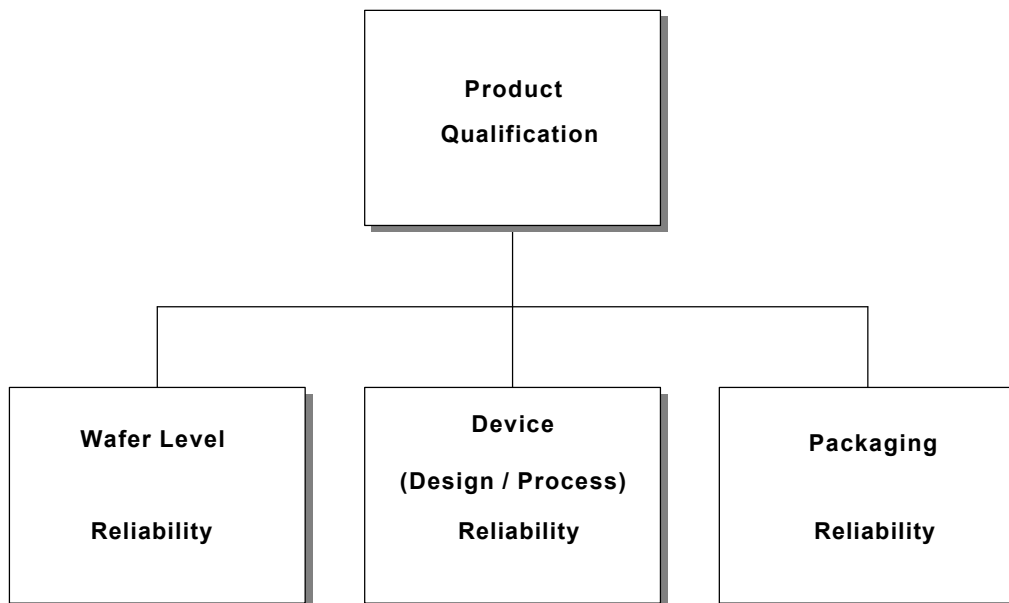 Product
Qualification
Wafer Level
Reliability
Device
(Design / Process)
Reliability
Packaging
Reliability